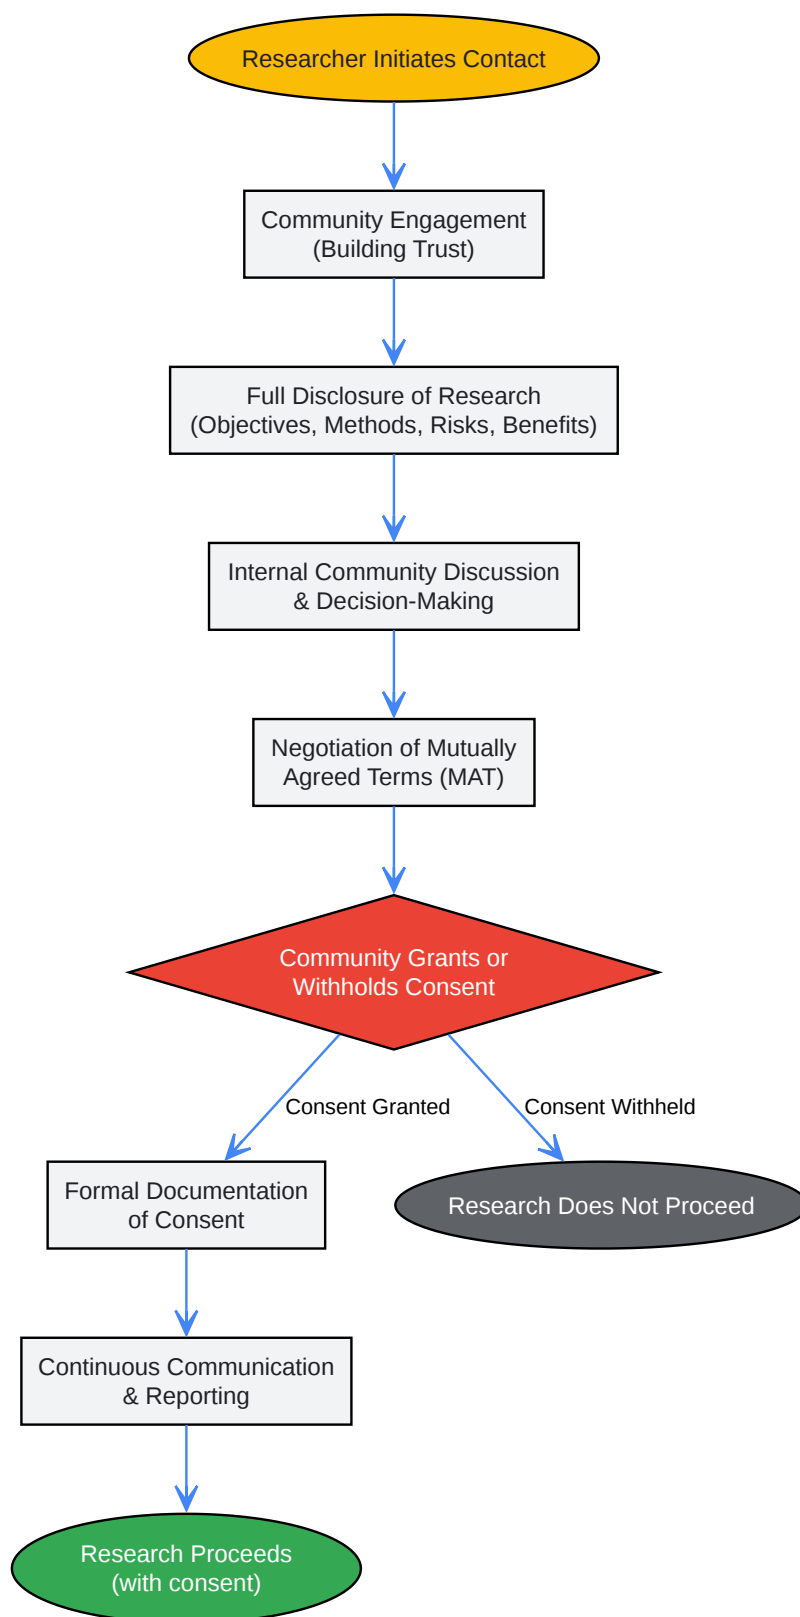 Researcher Initiates Contact
Community Engagement
(Building Trust)
Full Disclosure of Research
(Objectives, Methods, Risks, Benefits)
Internal Community Discussion
& Decision-Making
Negotiation of Mutually
Agreed Terms (MAT)
Community Grants or
Withholds Consent
Consent Granted
Consent Withheld
Formal Documentation
of Consent
Research Does Not Proceed
Continuous Communication
& Reporting
Research Proceeds
(with consent)